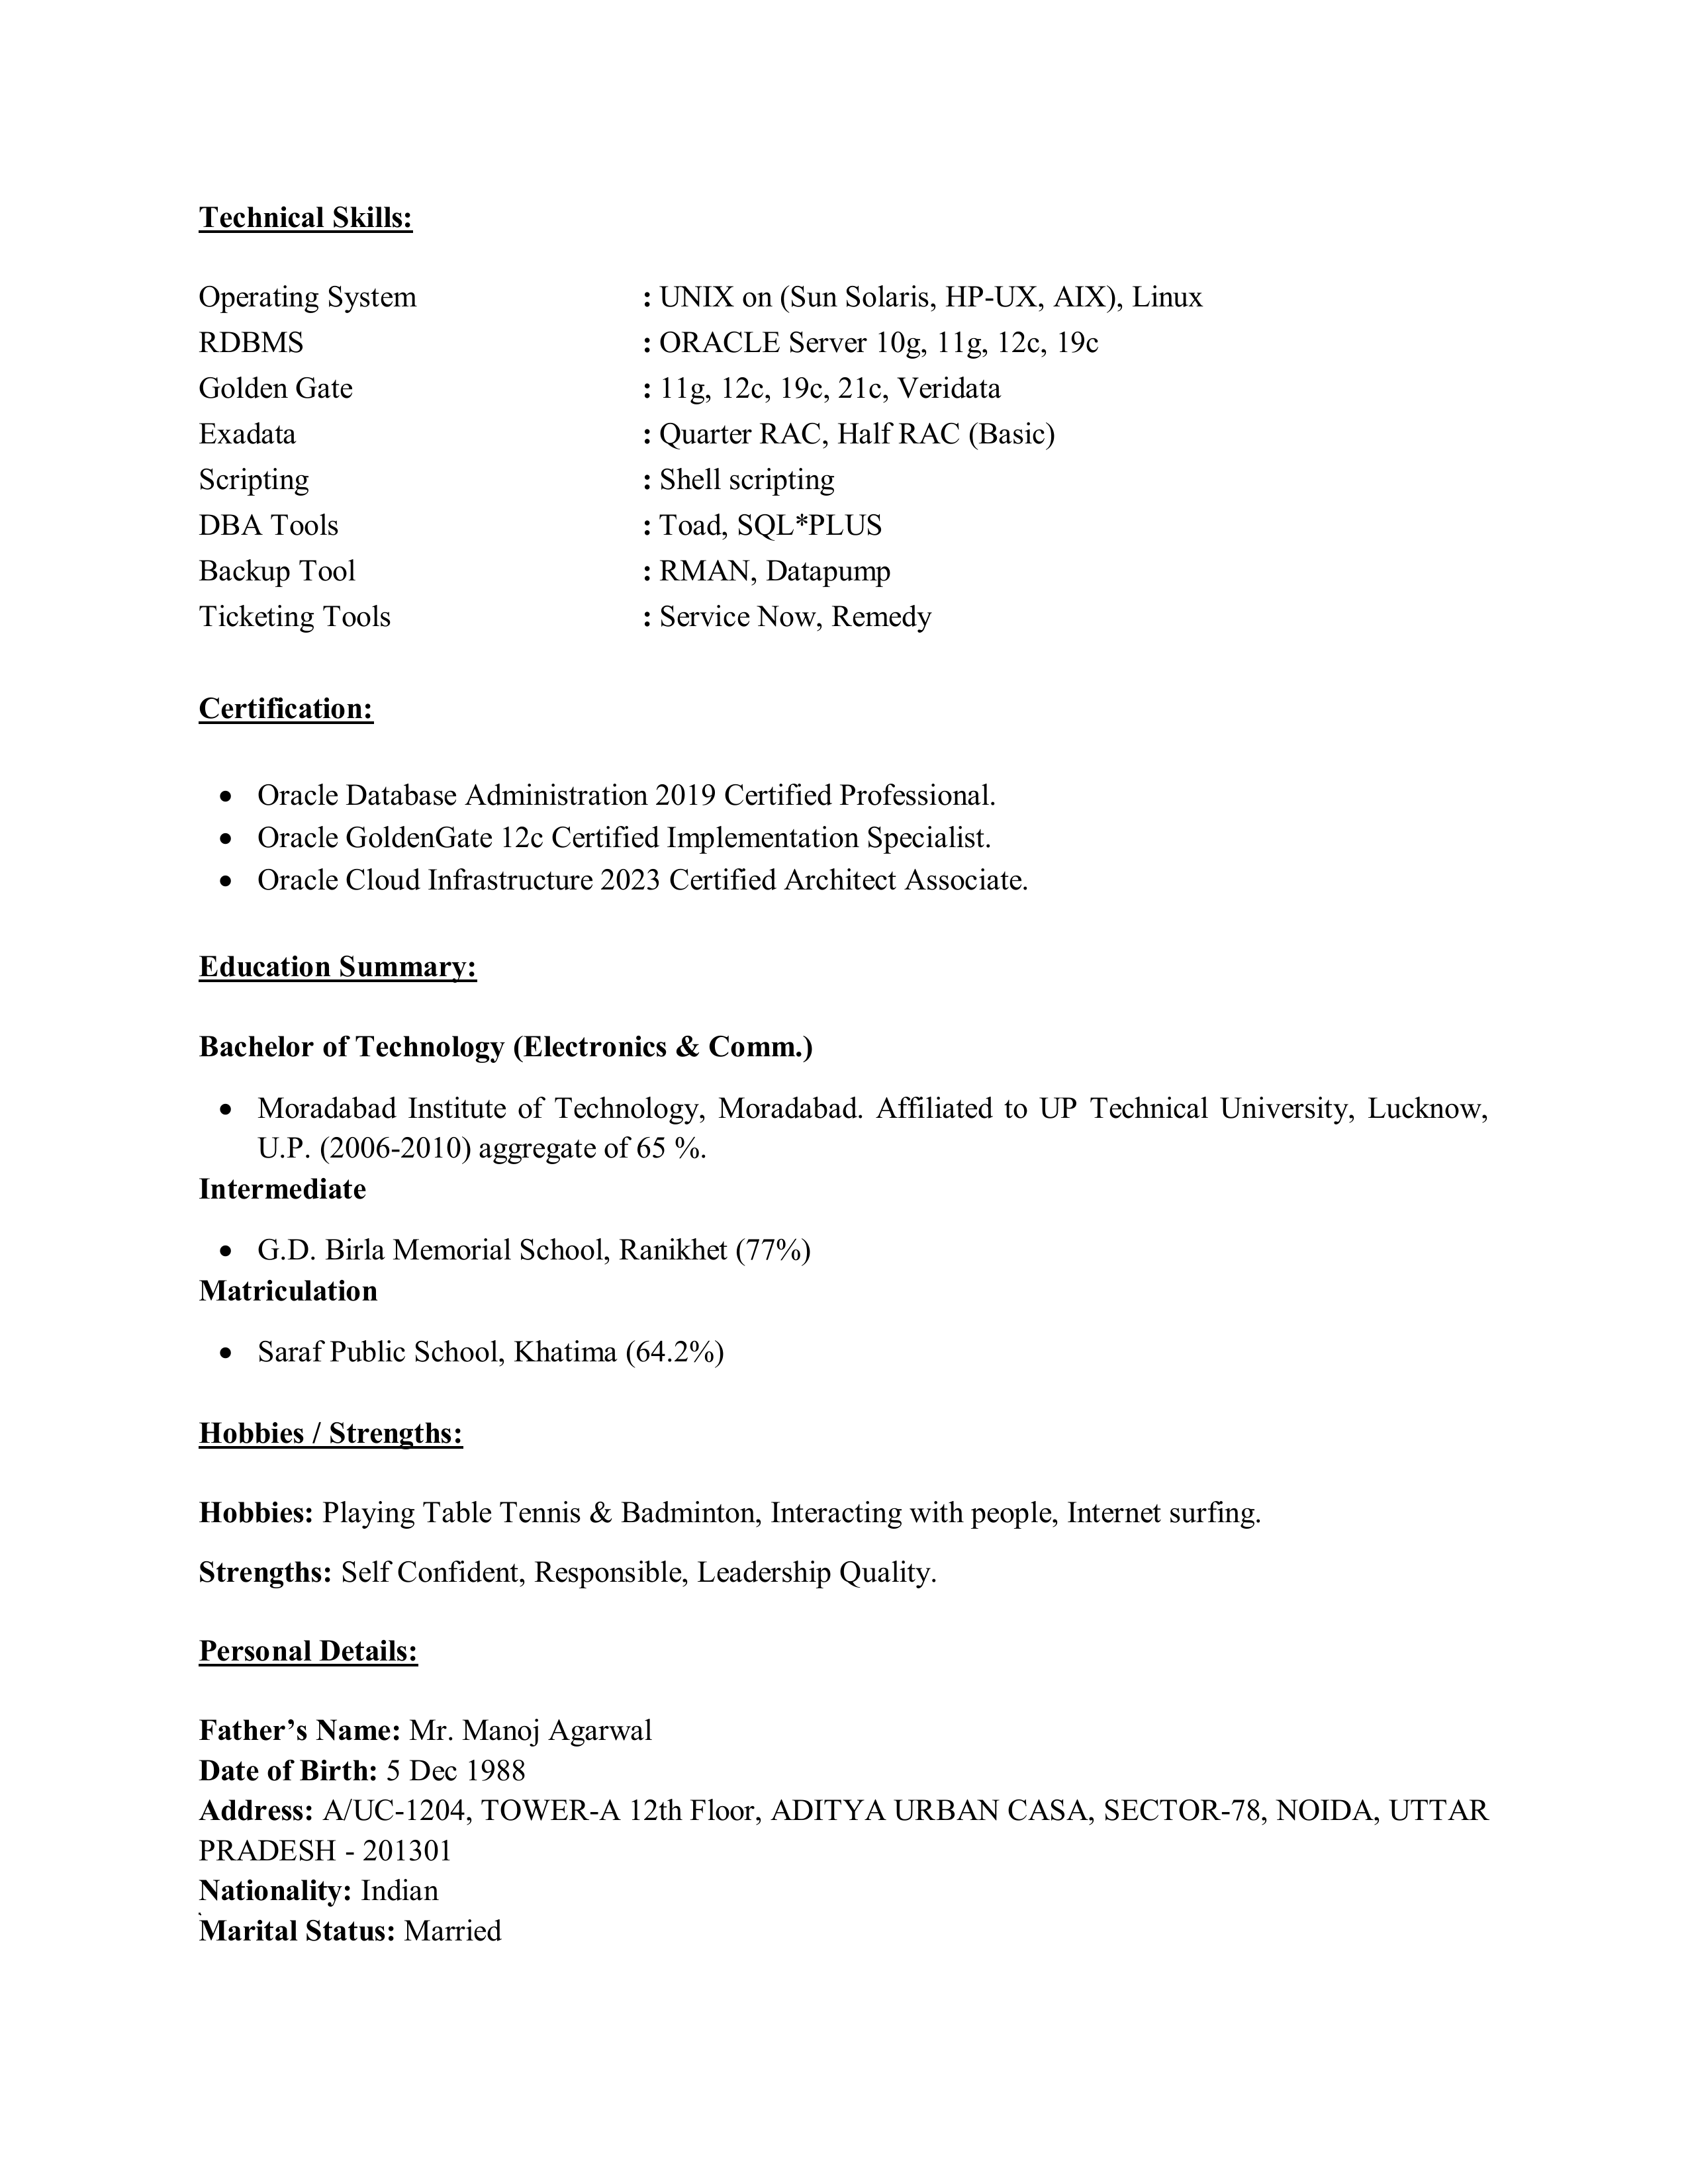 Technical Skills:
Operating System : UNIX on (Sun Solaris, HP-UX, AIX), Linux
RDBMS : ORACLE Server 10g, 11g, 12c, 19c
Golden Gate : 11g, 12c, 19c, 21c, Veridata
Exadata : Quarter RAC, Half RAC (Basic)
Scripting : Shell scripting
DBA Tools : Toad, SQL*PLUS
Backup Tool : RMAN, Datapump
Ticketing Tools : Service Now, Remedy
Certification:
• Oracle Database Administration 2019 Certified Professional.
• Oracle GoldenGate 12c Certified Implementation Specialist.
• Oracle Cloud Infrastructure 2023 Certified Architect Associate.
Education Summary:
Bachelor of Technology (Electronics & Comm.)
• Moradabad Institute of Technology, Moradabad. Affiliated to UP Technical University, Lucknow,
U.P. (2006-2010) aggregate of 65 %.
Intermediate
• G.D. Birla Memorial School, Ranikhet (77%)
Matriculation
• Saraf Public School, Khatima (64.2%)
Hobbies / Strengths:
Hobbies: Playing Table Tennis & Badminton, Interacting with people, Internet surfing.
Strengths: Self Confident, Responsible, Leadership Quality.
Personal Details:
Father’s Name: Mr. Manoj Agarwal
Date of Birth: 5 Dec 1988
Address: A/UC-1204, TOWER-A 12th Floor, ADITYA URBAN CASA, SECTOR-78, NOIDA, UTTAR
PRADESH - 201301
Nationality: Indian
Marital Status: Married